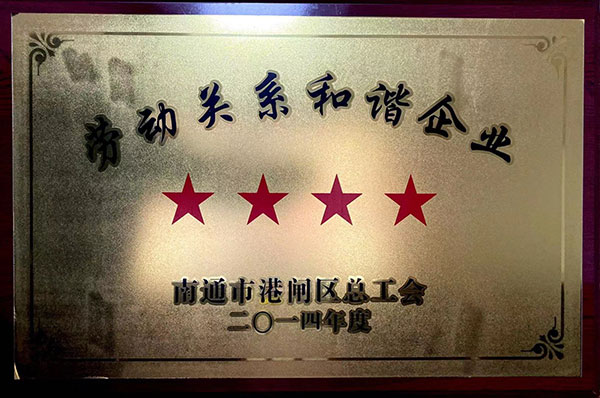 劳动关系和谐企业
★★★★
南通市港闸区总工会
二〇一四年度